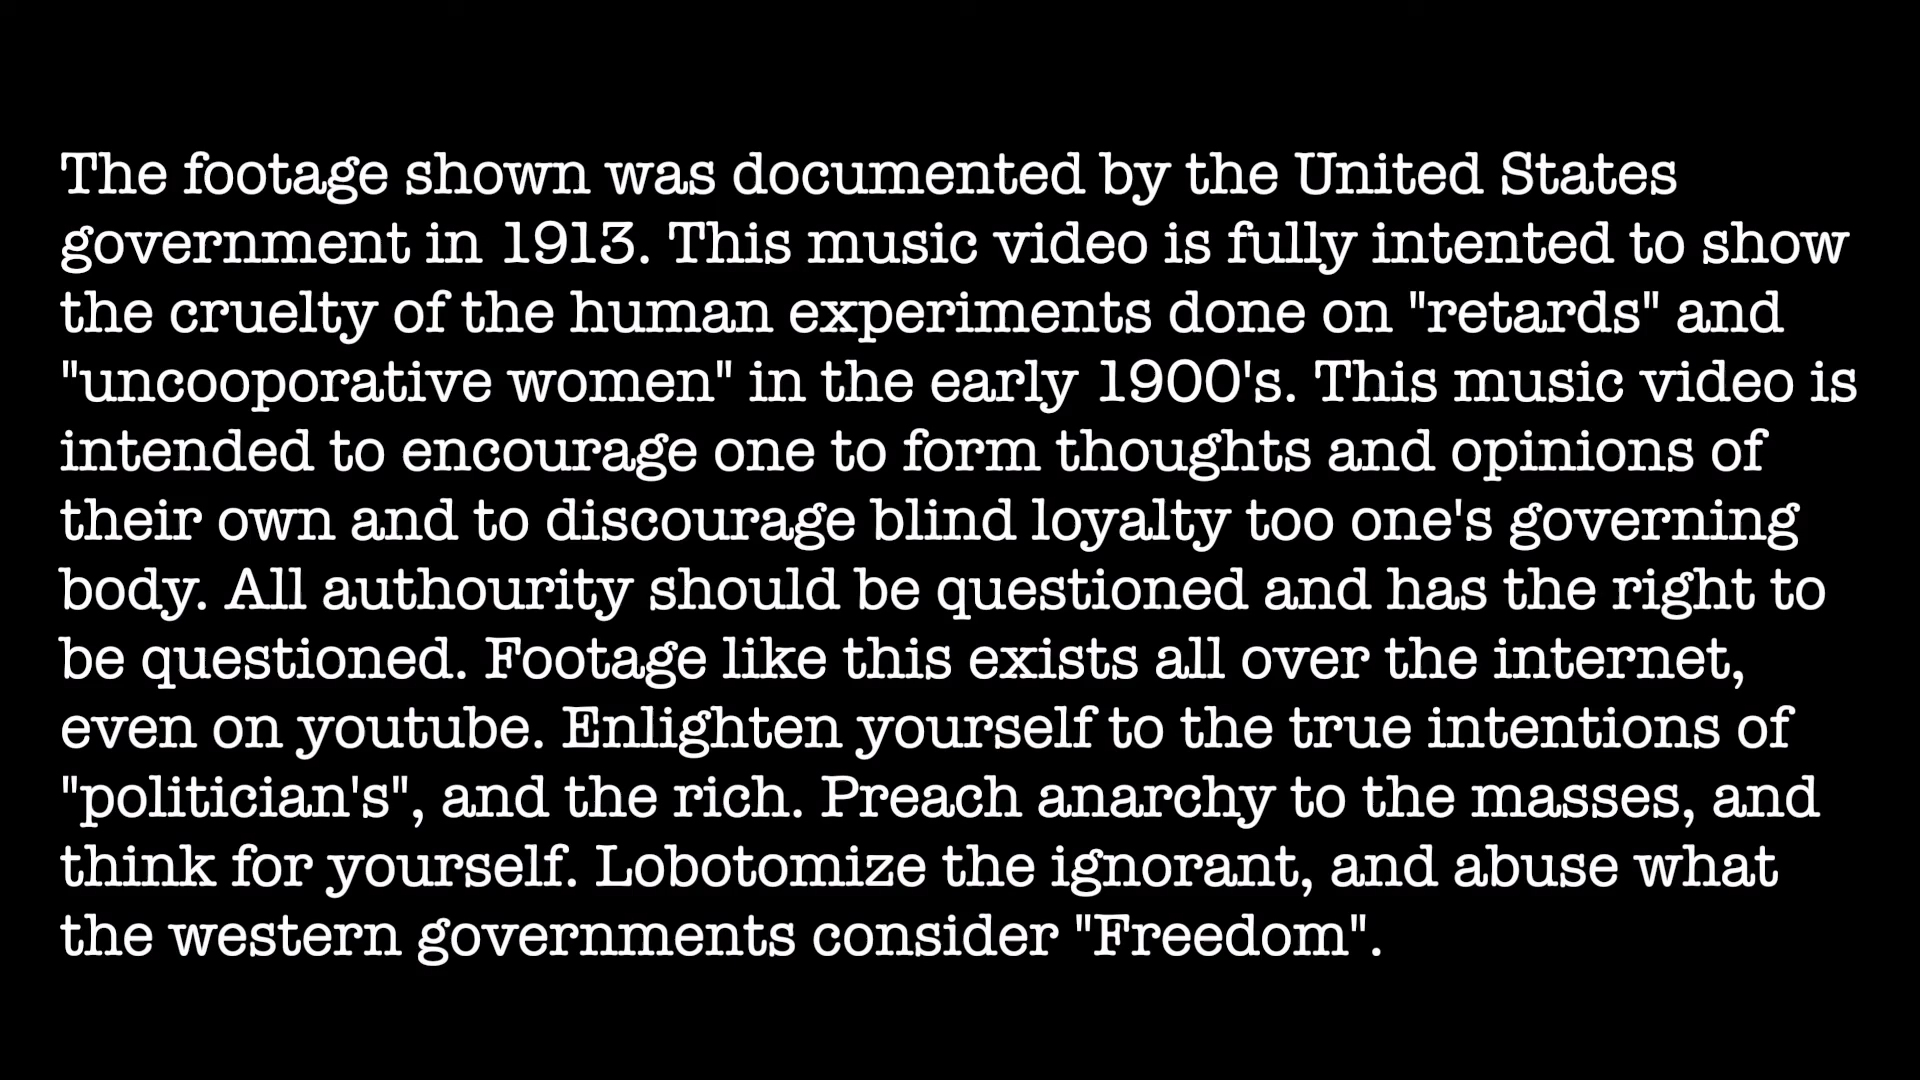 The footage shown was documented by the United States
government in 1913. This music video is fully intented to show
the cruelty of the human experiments done on "retards" and
"uncooporative women" in the early 1900's. This music video is
intended to encourage one to form thoughts and opinions of
their own and to discourage blind loyalty too one's governing
body. All authourity should be questioned and has the right to
be questioned. Footage like this exists all over the internet,
even on youtube. Enlighten yourself to the true intentions of
"politician's", and the rich. Preach anarchy to the masses, and
think for yourself. Lobotomize the ignorant, and abuse what
the western governments consider "Freedom".